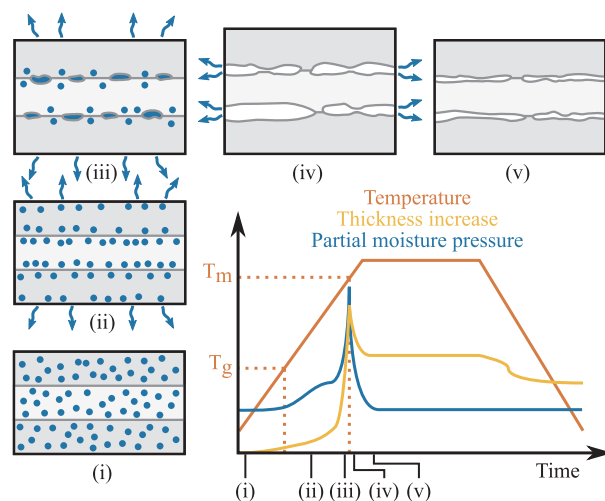 (iii)
(iv)
(v)
(ii)
(i)
Temperature
Thickness increase
Partial moisture pressure
Tm
Tg
Time
(i) (ii) (iii) (iv) (v)